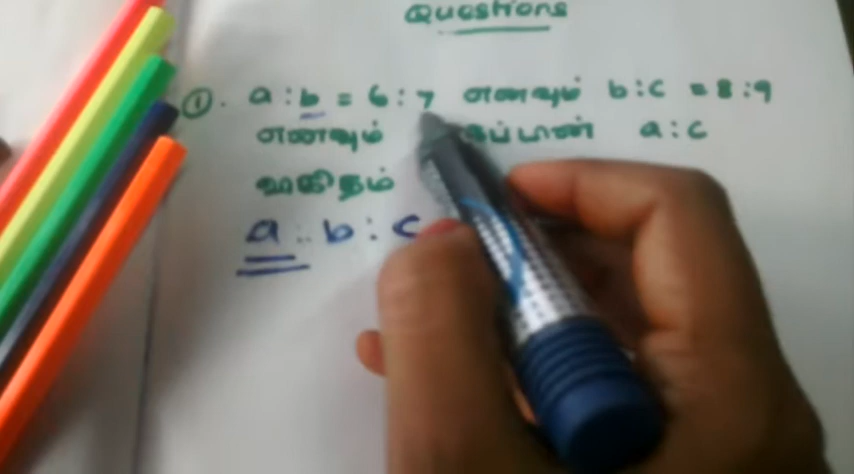 Questions
①. a : b = 6 : 7 எனவும் b : c = 8 : 9
எனவும் a : c
விகிதம்
a : b : c